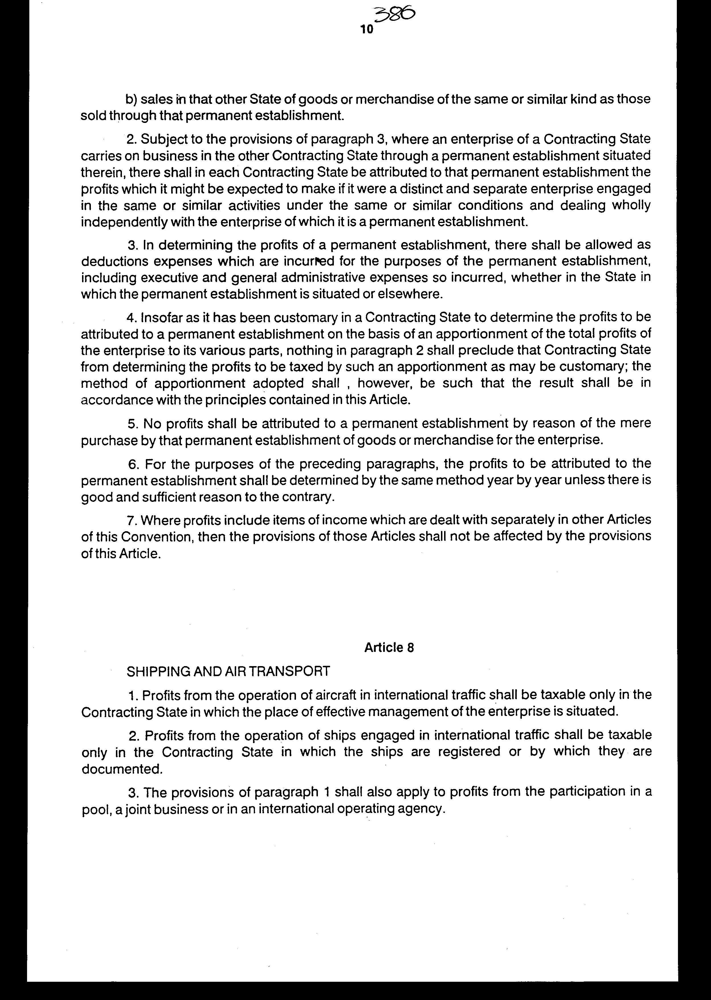 386
10
b) sales in that other State of goods or merchandise of the same or similar kind as those
sold through that permanent establishment.
2. Subject to the provisions of paragraph 3, where an enterprise of a Contracting State
carries on business in the other Contracting State through a permanent establishment situated
therein, there shall in each Contracting State be attributed to that permanent establishment the
profits which it might be expected to make if it were a distinct and separate enterprise engaged
in the same or similar activities under the same or similar conditions and dealing wholly
independently with the enterprise of which it is a permanent establishment.
3. In determining the profits of a permanent establishment, there shall be allowed as
deductions expenses which are incurred for the purposes of the permanent establishment,
including executive and general administrative expenses so incurred, whether in the State in
which the permanent establishment is situated or elsewhere.
4. Insofar as it has been customary in a Contracting State to determine the profits to be
attributed to a permanent establishment on the basis of an apportionment of the total profits of
the enterprise to its various parts, nothing in paragraph 2 shall preclude that Contracting State
from determining the profits to be taxed by such an apportionment as may be customary; the
method of apportionment adopted shall , however, be such that the result shall be in
accordance with the principles contained in this Article.
5. No profits shall be attributed to a permanent establishment by reason of the mere
purchase by that permanent establishment of goods or merchandise for the enterprise.
6. For the purposes of the preceding paragraphs, the profits to be attributed to the
permanent establishment shall be determined by the same method year by year unless there is
good and sufficient reason to the contrary.
7. Where profits include items of income which are dealt with separately in other Articles
of this Convention, then the provisions of those Articles shall not be affected by the provisions
of this Article.
Article 8
SHIPPING AND AIR TRANSPORT
1. Profits from the operation of aircraft in international traffic shall be taxable only in the
Contracting State in which the place of effective management of the enterprise is situated.
2. Profits from the operation of ships engaged in international traffic shall be taxable
only in the Contracting State in which the ships are registered or by which they are
documented.
3. The provisions of paragraph 1 shall also apply to profits from the participation in a
pool, a joint business or in an international operating agency.